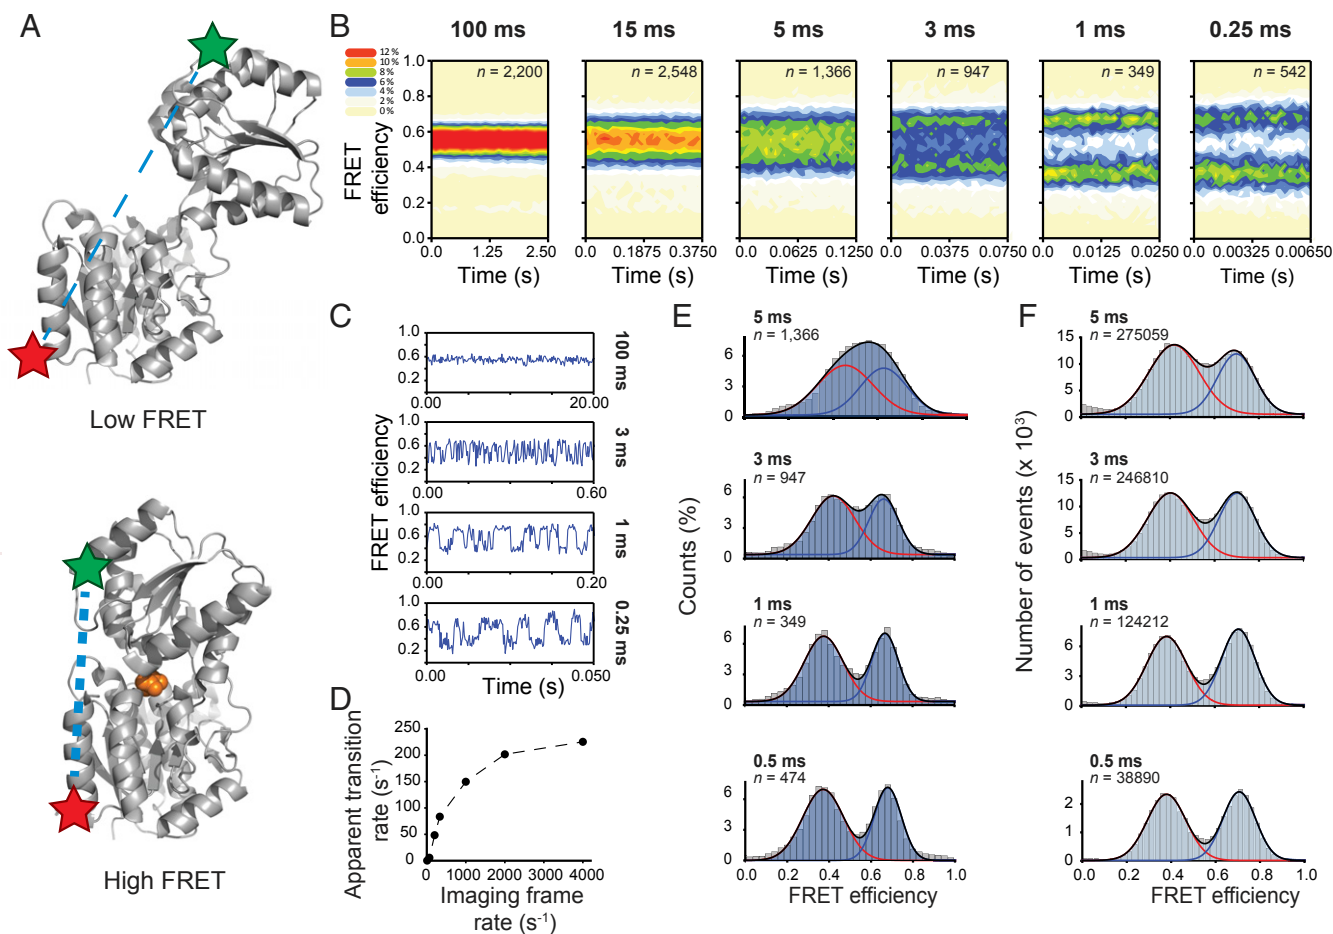 A
Low FRET
High FRET
B
100 ms
15 ms
5 ms
3 ms
1 ms
0.25 ms
12 %
10 %
8 %
6 %
4 %
2 %
0 %
FRET
efficiency
1.0
0.8
0.6
0.4
0.2
0.0
n = 2,200
n = 2,548
n = 1,366
n = 947
n = 349
n = 542
0.0 1.25 2.50
0.0 0.1875 0.3750
0.0 0.0625 0.1250
0.0 0.0375 0.0750
0.0 0.0125 0.0250
0.0 0.00325 0.00650
Time (s)
Time (s)
Time (s)
Time (s)
Time (s)
Time (s)
C
FRET efficiency
1.0
0.6
0.2
0.00 20.00
100 ms
1.0
0.6
0.2
0.00 0.60
3 ms
1.0
0.6
0.2
0.00 0.20
1 ms
1.0
0.6
0.2
0.00 0.050
0.25 ms
Time (s)
D
Apparent transition
rate (s-1)
250
200
150
100
50
0
0 1000 2000 3000 4000
Imaging frame
rate (s-1)
E
Counts (%)
5 ms
n = 1,366
6
3
0
3 ms
n = 947
6
3
0
1 ms
n = 349
6
3
0
0.5 ms
n = 474
6
3
0
0.0 0.2 0.4 0.6 0.8 1.0
FRET efficiency
F
Number of events (x 10³)
5 ms
n = 275059
15
10
5
0
3 ms
n = 246810
15
10
5
0
1 ms
n = 124212
6
3
0
0.5 ms
n = 38890
2
1
0
0.0 0.2 0.4 0.6 0.8 1.0
FRET efficiency